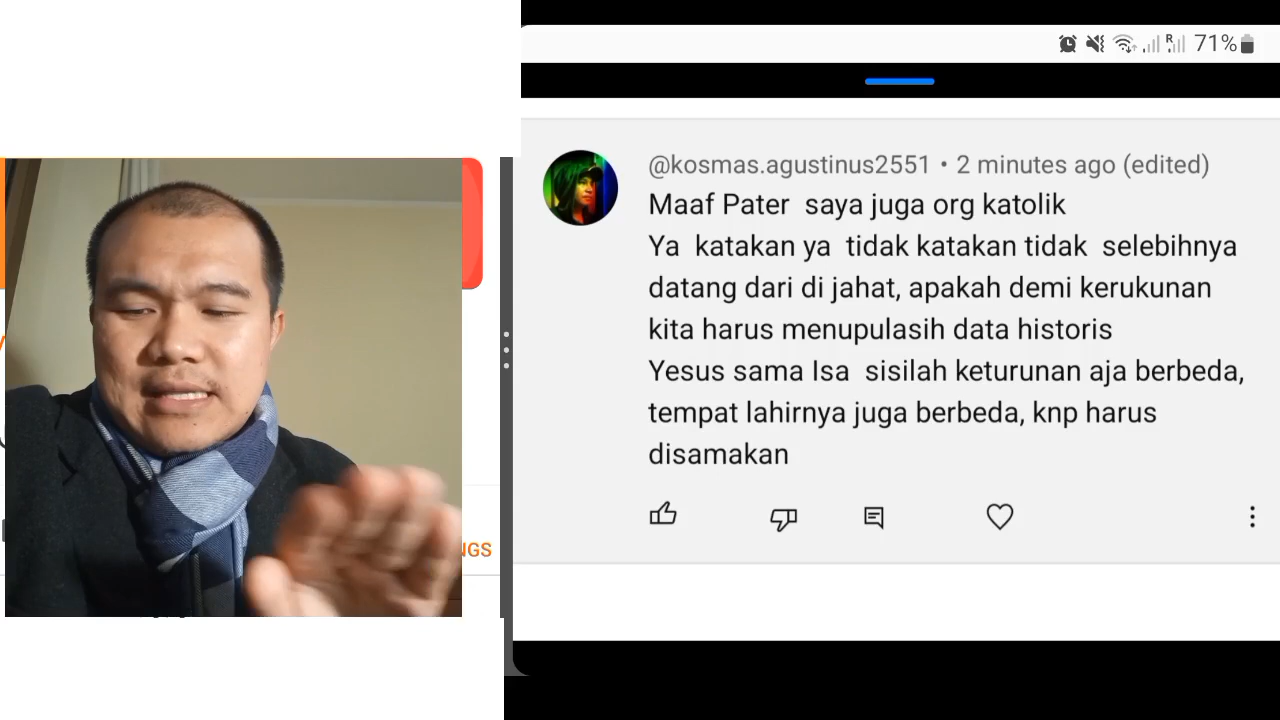 71%
@kosmas.agustinus2551 • 2 minutes ago (edited)
Maaf Pater saya juga org katolik
Ya katakan ya tidak katakan tidak selebihnya
datang dari di jahat, apakah demi kerukunan
kita harus menupulasih data historis
Yesus sama Isa sisilah keturunan aja berbeda,
tempat lahirnya juga berbeda, knp harus
disamakan